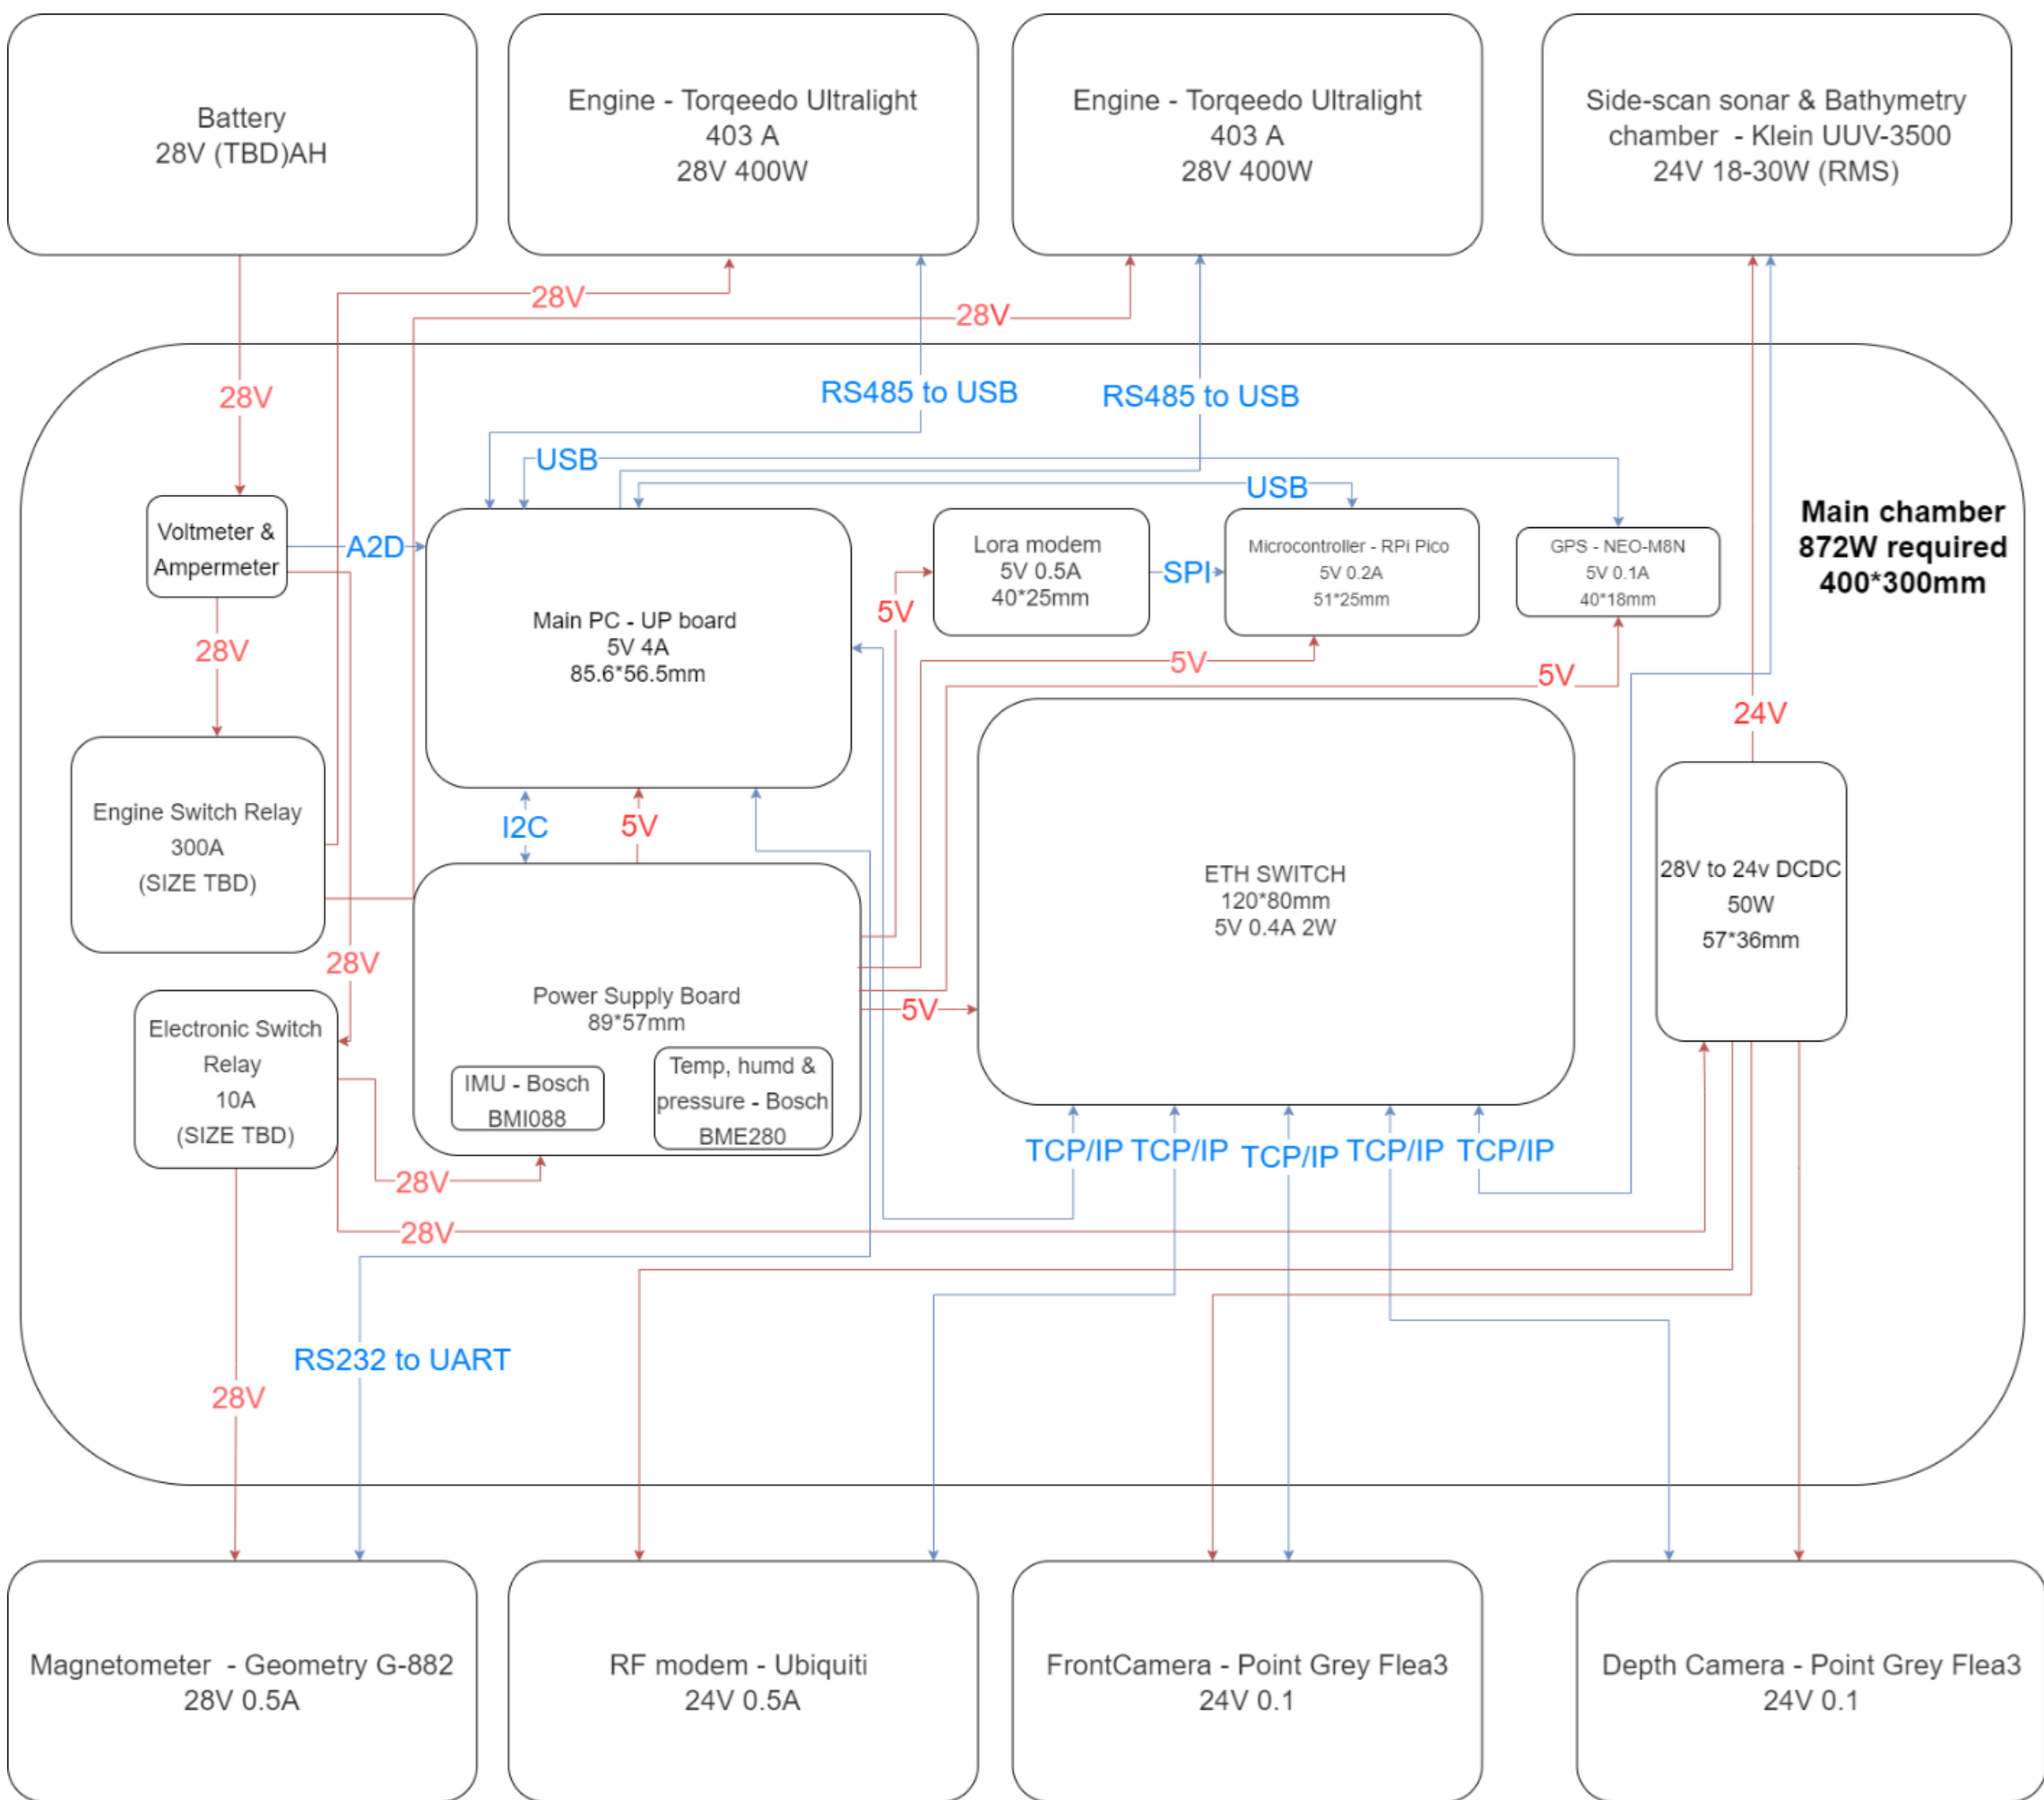 Battery
28V (TBD)AH
Engine - Torqeedo Ultralight
403 A
28V 400W
Engine - Torqeedo Ultralight
403 A
28V 400W
Side-scan sonar & Bathymetry
chamber - Klein UUV-3500
24V 18-30W (RMS)
28V
28V
28V
RS485 to USB
RS485 to USB
USB
USB
Main chamber
872W required
400*300mm
Voltmeter &
Ampermeter
A2D
Main PC - UP board
5V 4A
85.6*56.5mm
Lora modem
5V 0.5A
40*25mm
SPI
Microcontroller - RPi Pico
5V 0.2A
51*25mm
GPS - NEO-M8N
5V 0.1A
40*18mm
5V
28V
5V
5V
24V
Engine Switch Relay
300A
(SIZE TBD)
I2C
5V
ETH SWITCH
120*80mm
5V 0.4A 2W
28V to 24v DCDC
50W
57*36mm
28V
Power Supply Board
89*57mm
5V
Electronic Switch
Relay
10A
(SIZE TBD)
IMU - Bosch
BMI088
Temp, humd &
pressure - Bosch
BME280
TCP/IP
TCP/IP
TCP/IP
TCP/IP
TCP/IP
28V
28V
RS232 to UART
28V
Magnetometer - Geometry G-882
28V 0.5A
RF modem - Ubiquiti
24V 0.5A
FrontCamera - Point Grey Flea3
24V 0.1
Depth Camera - Point Grey Flea3
24V 0.1